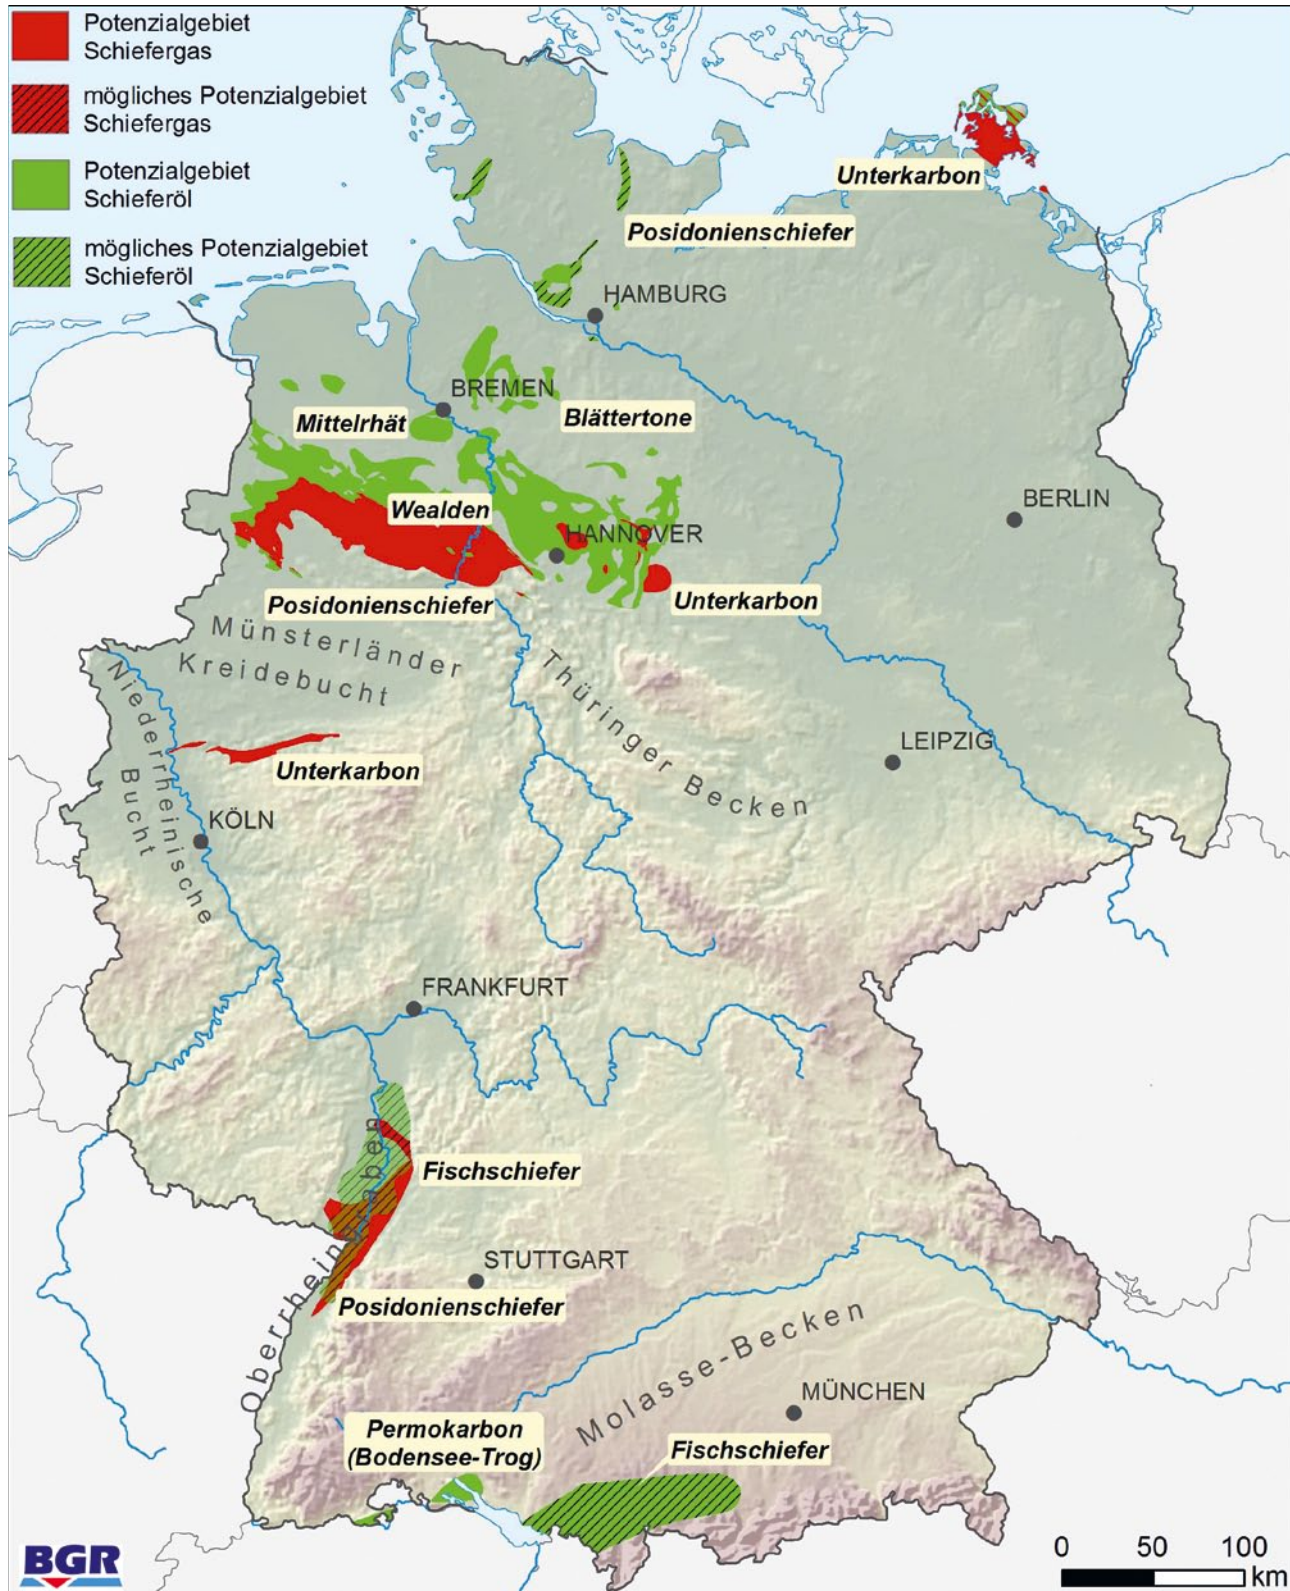 Potenzialgebiet
Schiefergas
mögliches Potenzialgebiet
Schiefergas
Potenzialgebiet
Schieferöl
mögliches Potenzialgebiet
Schieferöl
Unterkarbon
Posidonienschiefer
HAMBURG
BREMEN
Mittelrhät
Blättertone
Wealden
BERLIN
HANNOVER
Posidonienschiefer
Unterkarbon
Münsterländer
Kreidebucht
Thüringer Becken
Niederrheinische
Bucht
LEIPZIG
Unterkarbon
KÖLN
FRANKFURT
Oberrheingraben
Fischschiefer
STUTTGART
Posidonienschiefer
Molasse-Becken
MÜNCHEN
Permokarbon
(Bodensee-Trog)
Fischschiefer
BGR
0 50 100
km